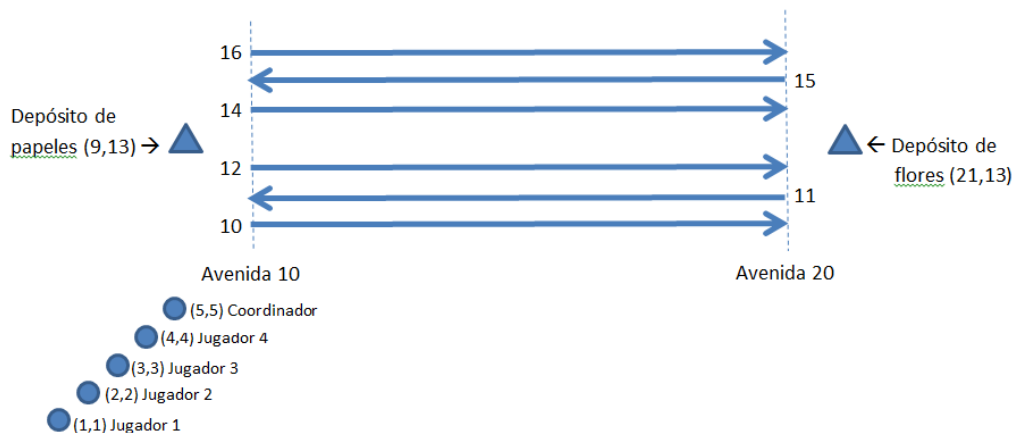 16
15
Depósito de
papeles (9,13) →
14
← Depósito de
flores (21,13)
12
11
10
Avenida 10
Avenida 20
(5,5) Coordinador
(4,4) Jugador 4
(3,3) Jugador 3
(2,2) Jugador 2
(1,1) Jugador 1